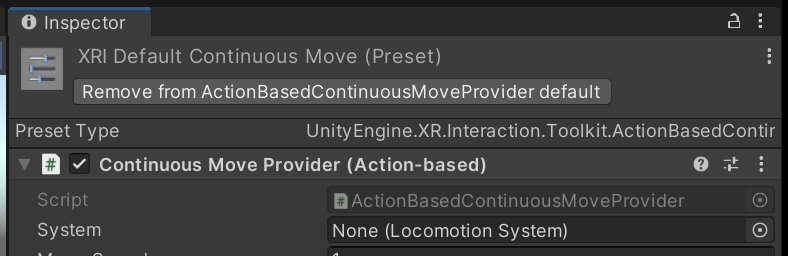 Inspector
XRI Default Continuous Move (Preset)
Remove from ActionBasedContinuousMoveProvider default
Preset Type UnityEngine.XR.Interaction.Toolkit.ActionBasedContir
# Continuous Move Provider (Action-based)
Script # ActionBasedContinuousMoveProvider
System None (Locomotion System)